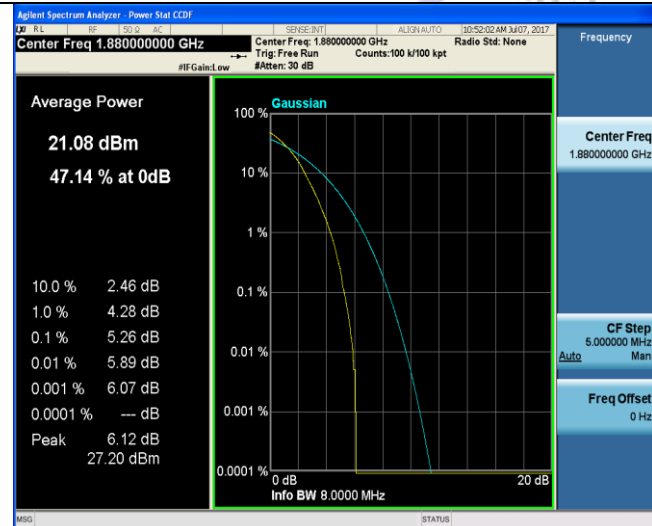 Agilent Spectrum Analyzer - Power Stat CCDF
LXI RL RF 50 Ω AC SENSE:INT ALIGN AUTO 10:52:02 AM Jul 07, 2017
Center Freq 1.880000000 GHz
Center Freq: 1.880000000 GHz Radio Std: None
Trig: Free Run Counts:100 k/100 kpt
#IFGain:Low #Atten: 30 dB
Frequency
Average Power
21.08 dBm
47.14 % at 0dB
10.0 % 2.46 dB
1.0 % 4.28 dB
0.1 % 5.26 dB
0.01 % 5.89 dB
0.001 % 6.07 dB
0.0001 % --- dB
Peak 6.12 dB
27.20 dBm
Gaussian
100 %
10 %
1 %
0.1 %
0.01 %
0.001 %
0.0001 %
0 dB 20 dB
Info BW 8.0000 MHz
Center Freq
1.880000000 GHz
CF Step
5.000000 MHz
Auto Man
Freq Offset
0 Hz
MSG STATUS